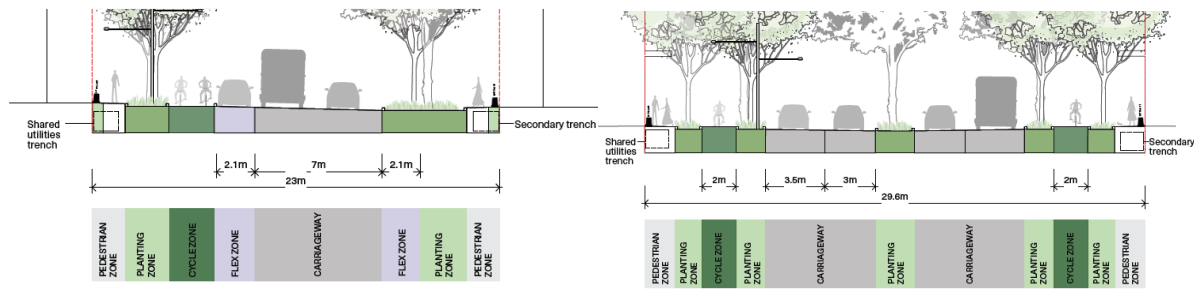 Shared
utilities
trench
Secondary trench
2.1m
7m
2.1m
23m
PEDESTRIAN
ZONE
PLANTING
ZONE
CYCLE ZONE
FLEX ZONE
CARRIAGEWAY
FLEX ZONE
PLANTING
ZONE
PEDESTRIAN
ZONE
Shared
utilities
trench
Secondary
trench
2m
3.5m
3m
2m
29.6m
PEDESTRIAN
ZONE
PLANTING
ZONE
CYCLE ZONE
PLANTING
ZONE
CARRIAGEWAY
PLANTING
ZONE
CARRIAGEWAY
PLANTING
ZONE
CYCLE ZONE
PLANTING
ZONE
PEDESTRIAN
ZONE